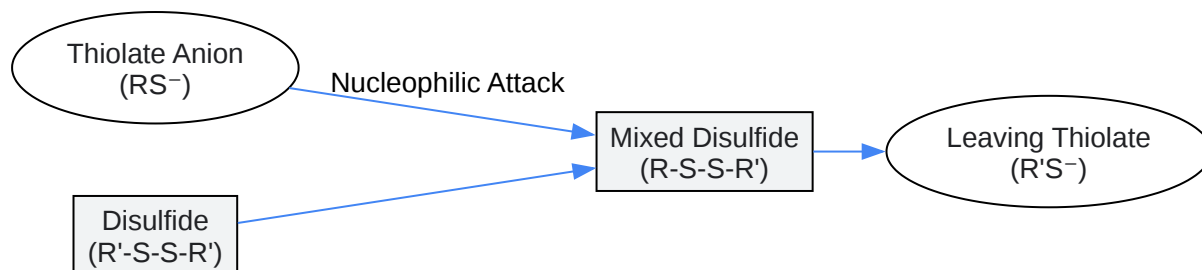 Thiolate Anion
(RS⁻)
Nucleophilic Attack
Mixed Disulfide
(R-S-S-R')
Leaving Thiolate
(R'S⁻)
Disulfide
(R'-S-S-R')